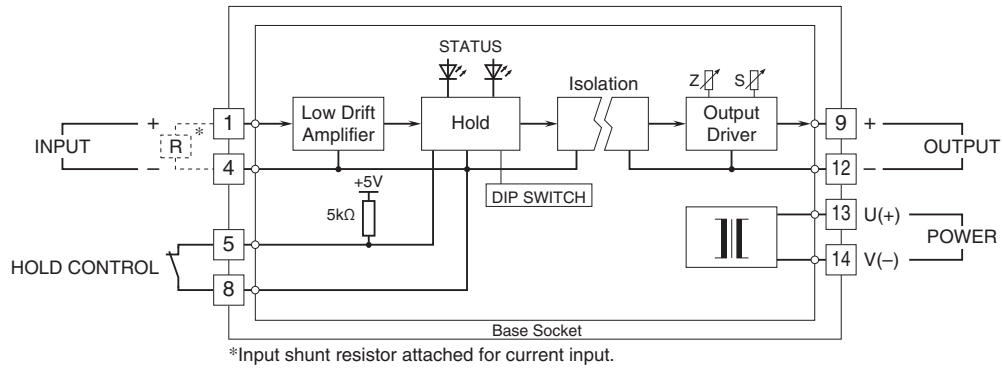 STATUS
Isolation
Z
S
Low Drift
Amplifier
Hold
Output
Driver
INPUT
+
*
R
–
1
4
9
+
12
–
OUTPUT
+5V
5kΩ
DIP SWITCH
13
U(+)
14
V(–)
POWER
HOLD CONTROL
5
8
Base Socket
*Input shunt resistor attached for current input.